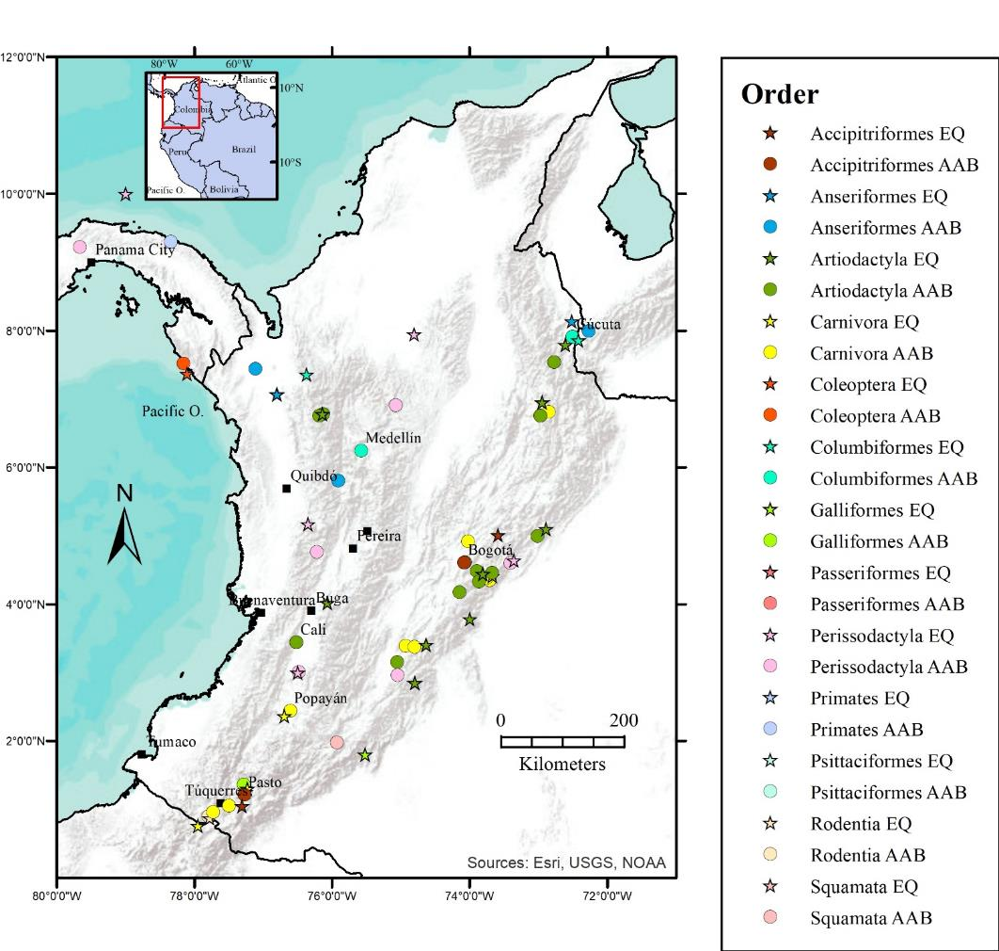 12°0'0"N
10°0'0"N
8°0'0"N
6°0'0"N
4°0'0"N
2°0'0"N
80°0'0"W
78°0'0"W
76°0'0"W
74°0'0"W
72°0'0"W
80°W
60°W
Atlantic O.
10°N
Colombia
Peru
Brazil
10°S
Pacific O.
Bolivia
Panama City
Cúcuta
Pacific O.
Medellín
Quibdó
N
Pereira
Bogotá
Buenaventura
Buga
Cali
Popayán
0
200
Kilometers
Tumaco
Pasto
Túquerres
Sources: Esri, USGS, NOAA
Order
Accipitriformes EQ
Accipitriformes AAB
Anseriformes EQ
Anseriformes AAB
Artiodactyla EQ
Artiodactyla AAB
Carnivora EQ
Carnivora AAB
Coleoptera EQ
Coleoptera AAB
Columbiformes EQ
Columbiformes AAB
Galliformes EQ
Galliformes AAB
Passeriformes EQ
Passeriformes AAB
Perissodactyla EQ
Perissodactyla AAB
Primates EQ
Primates AAB
Psittaciformes EQ
Psittaciformes AAB
Rodentia EQ
Rodentia AAB
Squamata EQ
Squamata AAB